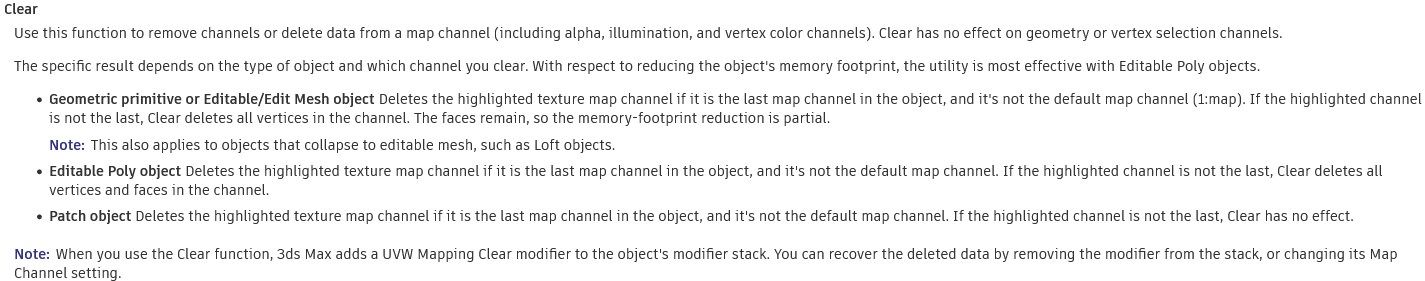 Clear
Use this function to remove channels or delete data from a map channel (including alpha, illumination, and vertex color channels). Clear has no effect on geometry or vertex selection channels.
The specific result depends on the type of object and which channel you clear. With respect to reducing the object's memory footprint, the utility is most effective with Editable Poly objects.
• Geometric primitive or Editable/Edit Mesh object Deletes the highlighted texture map channel if it is the last map channel in the object, and it's not the default map channel (1:map). If the highlighted channel
is not the last, Clear deletes all vertices in the channel. The faces remain, so the memory-footprint reduction is partial.
Note: This also applies to objects that collapse to editable mesh, such as Loft objects.
• Editable Poly object Deletes the highlighted texture map channel if it is the last map channel in the object, and it's not the default map channel. If the highlighted channel is not the last, Clear deletes all
vertices and faces in the channel.
• Patch object Deletes the highlighted texture map channel if it is the last map channel in the object, and it's not the default map channel. If the highlighted channel is not the last, Clear has no effect.
Note: When you use the Clear function, 3ds Max adds a UVW Mapping Clear modifier to the object's modifier stack. You can recover the deleted data by removing the modifier from the stack, or changing its Map
Channel setting.